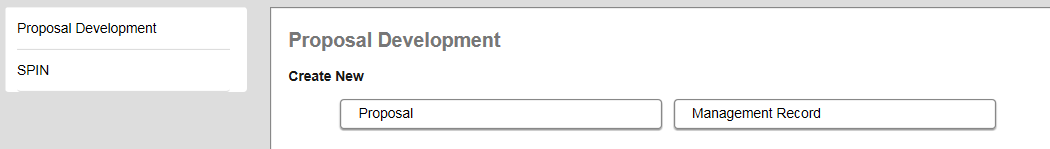 Proposal Development
SPIN
Proposal Development
Create New
Proposal
Management Record